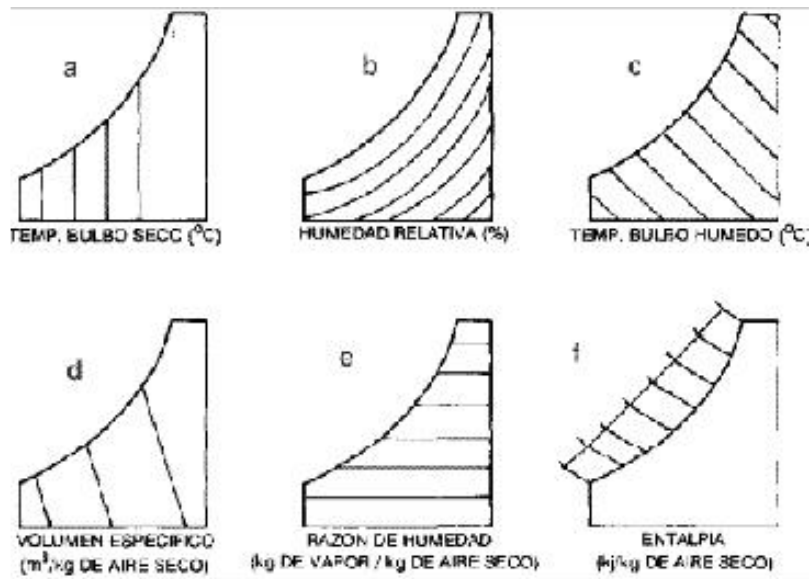 a
b
c
TEMP. BULBO SECO (°C)
HUMEDAD RELATIVA (%)
TEMP. BULBO HUMEDO (°C)
d
e
f
VOLUMEN ESPECIFICO
(m³/kg DE AIRE SECO)
RAZON DE HUMEDAD
(kg DE VAPOR / kg DE AIRE SECO)
ENTALPIA
(kj/kg DE AIRE SECO)